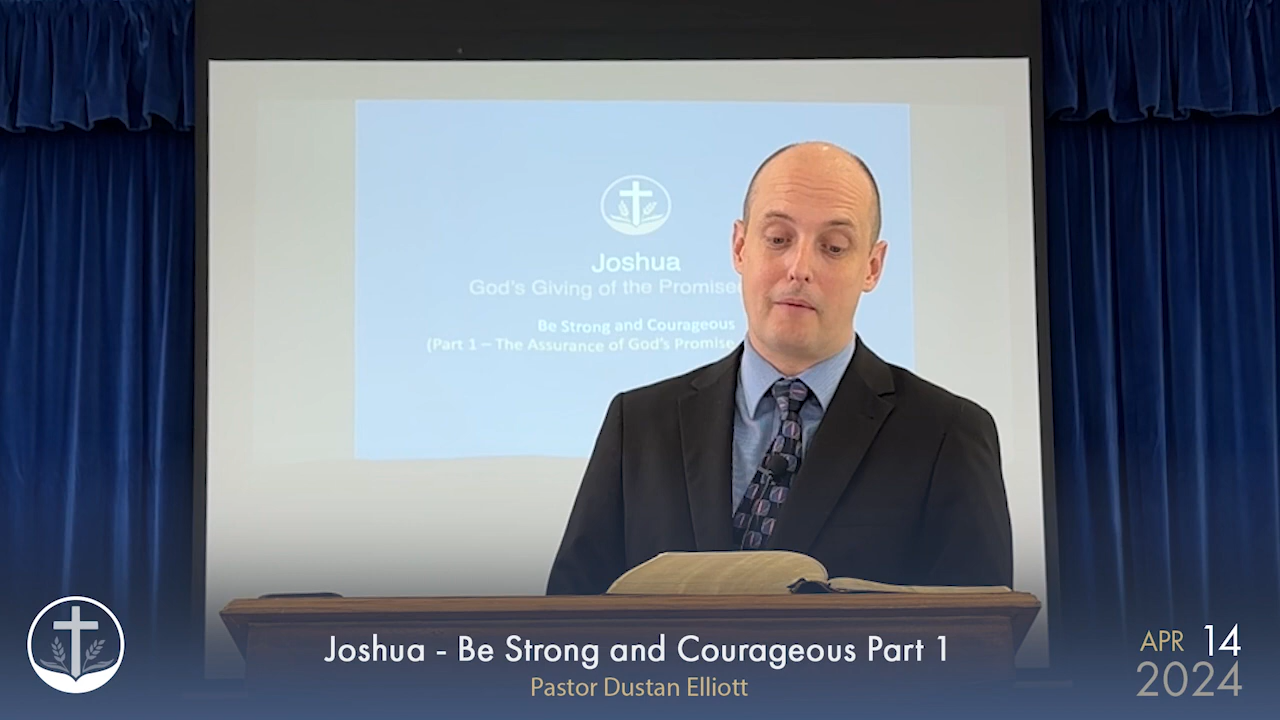 Joshua
God's Giving of the Promise
Be Strong and Courageous
(Part 1 – The Assurance of God's Promise
Joshua - Be Strong and Courageous Part 1
Pastor Dustan Elliott
APR 14
2024